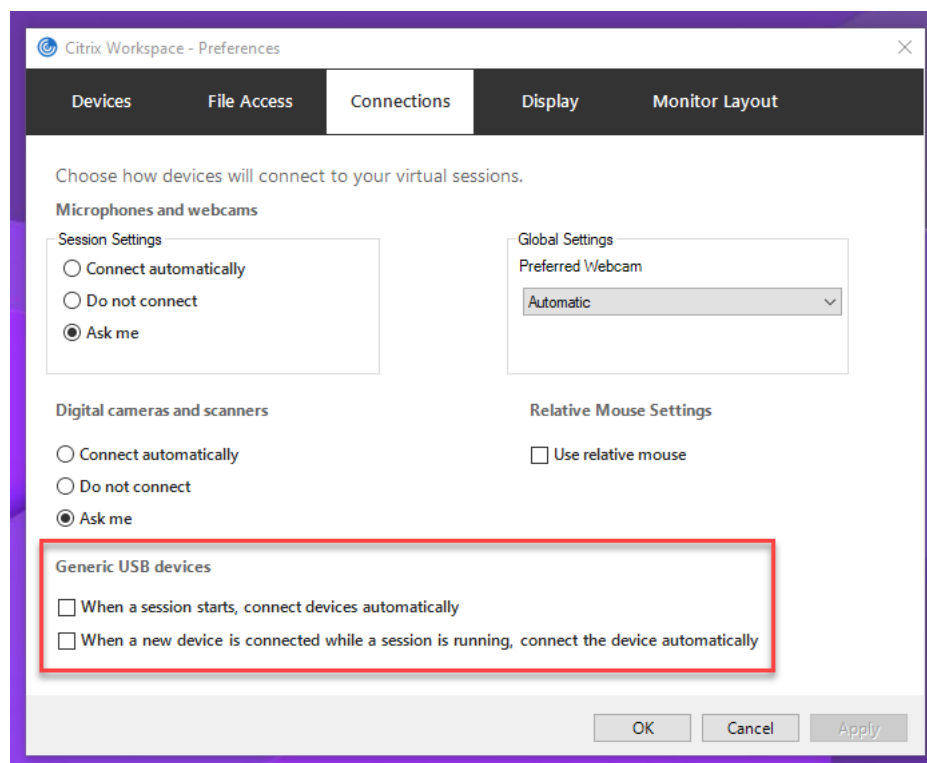 Citrix Workspace - Preferences
Devices File Access Connections Display Monitor Layout
Choose how devices will connect to your virtual sessions.
Microphones and webcams
Session Settings
Connect automatically
Do not connect
Ask me
Global Settings
Preferred Webcam
Automatic
Digital cameras and scanners
Connect automatically
Do not connect
Ask me
Relative Mouse Settings
Use relative mouse
Generic USB devices
When a session starts, connect devices automatically
When a new device is connected while a session is running, connect the device automatically
OK Cancel Apply